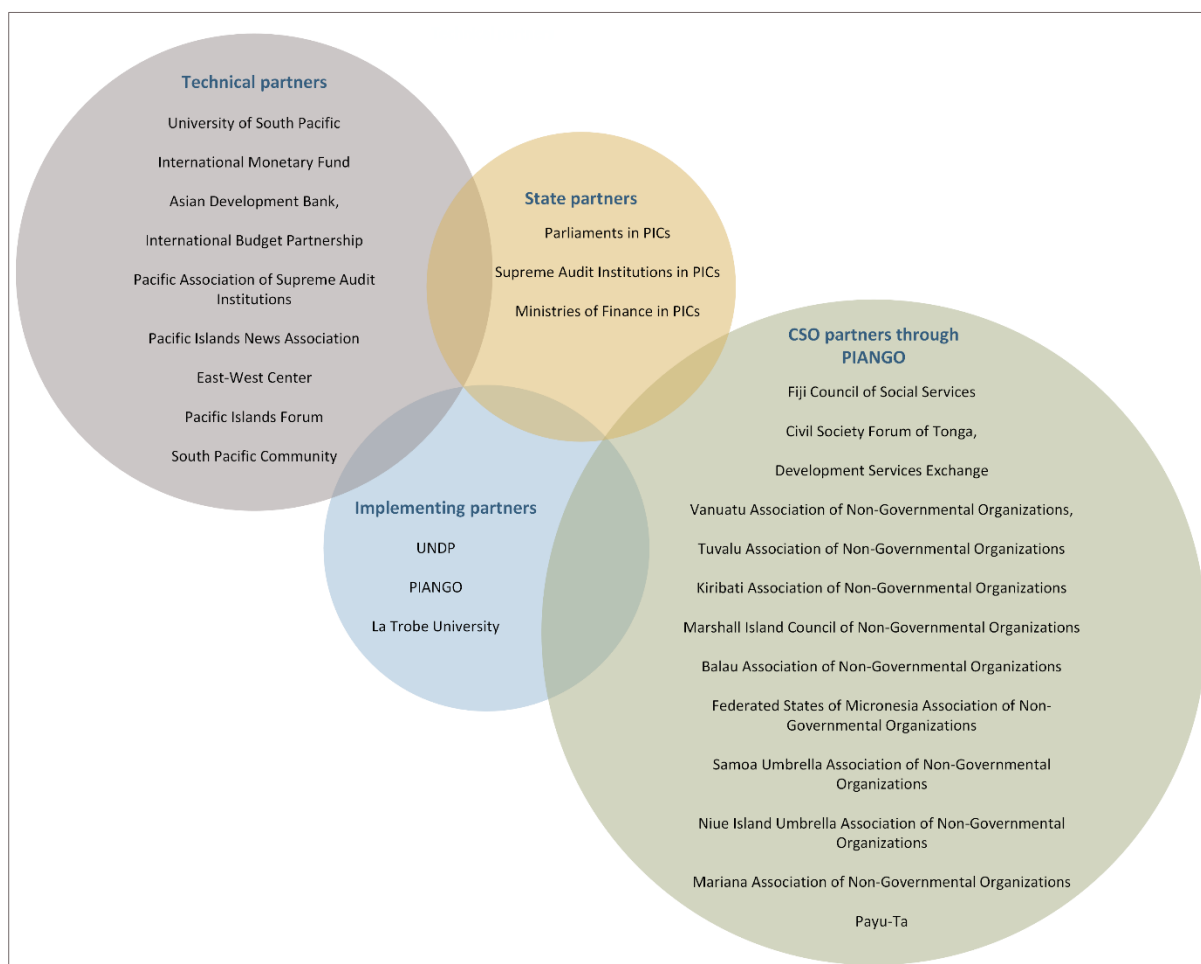 Technical partners
University of South Pacific
International Monetary Fund
Asian Development Bank,
International Budget Partnership
Pacific Association of Supreme Audit
Institutions
Pacific Islands News Association
East-West Center
Pacific Islands Forum
South Pacific Community
State partners
Parliaments in PICs
Supreme Audit Institutions in PICs
Ministries of Finance in PICs
Implementing partners
UNDP
PIANGO
La Trobe University
CSO partners through
PIANGO
Fiji Council of Social Services
Civil Society Forum of Tonga,
Development Services Exchange
Vanuatu Association of Non-Governmental Organizations,
Tuvalu Association of Non-Governmental Organizations
Kiribati Association of Non-Governmental Organizations
Marshall Island Council of Non-Governmental Organizations
Balau Association of Non-Governmental Organizations
Federated States of Micronesia Association of Non-
Governmental Organizations
Samoa Umbrella Association of Non-Governmental
Organizations
Niue Island Umbrella Association of Non-Governmental
Organizations
Mariana Association of Non-Governmental Organizations
Payu-Ta